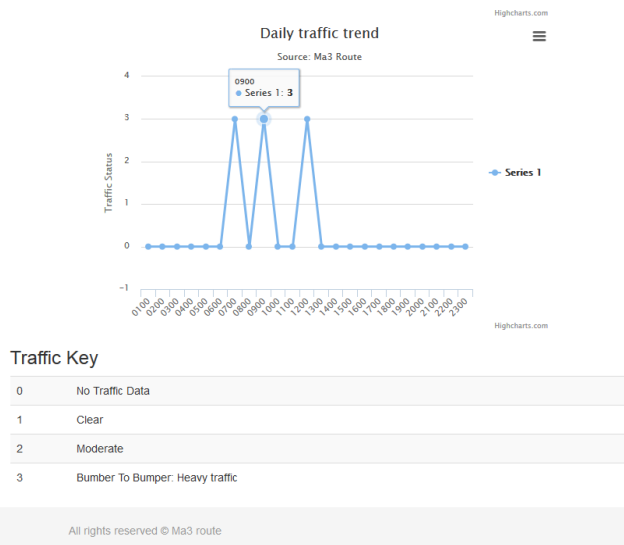 Highcharts.com
Daily traffic trend
Source: Ma3 Route
4
0900
Series 1: 3
3
2
Traffic Status
Series 1
1
0
−1
0100 0200 0300 0400 0500 0600 0700 0800 0900 1000 1100 1200 1300 1400 1500 1600 1700 1800 1900 2000 2100 2200 2300
Highcharts.com
Traffic Key
0 No Traffic Data
1 Clear
2 Moderate
3 Bumber To Bumper: Heavy traffic
All rights reserved © Ma3 route